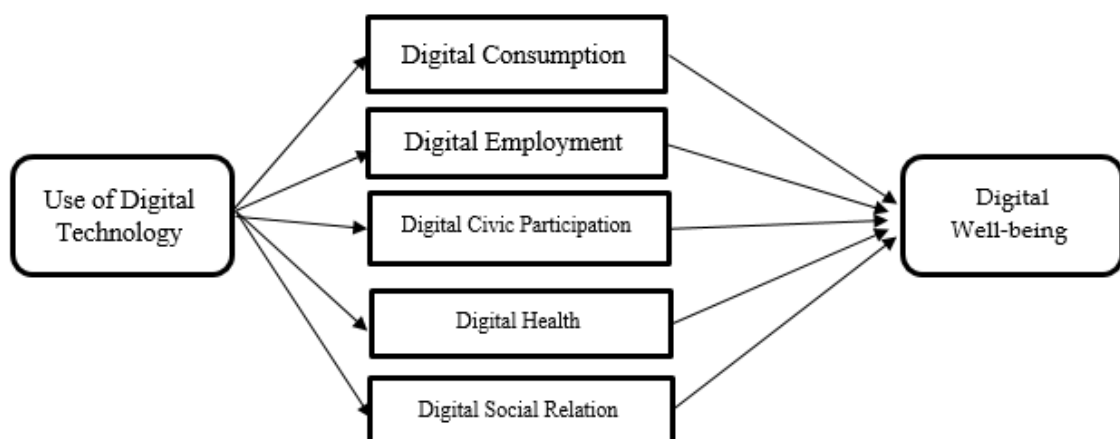 Digital Consumption
Digital Employment
Use of Digital
Technology
Digital Civic Participation
Digital
Well-being
Digital Health
Digital Social Relation